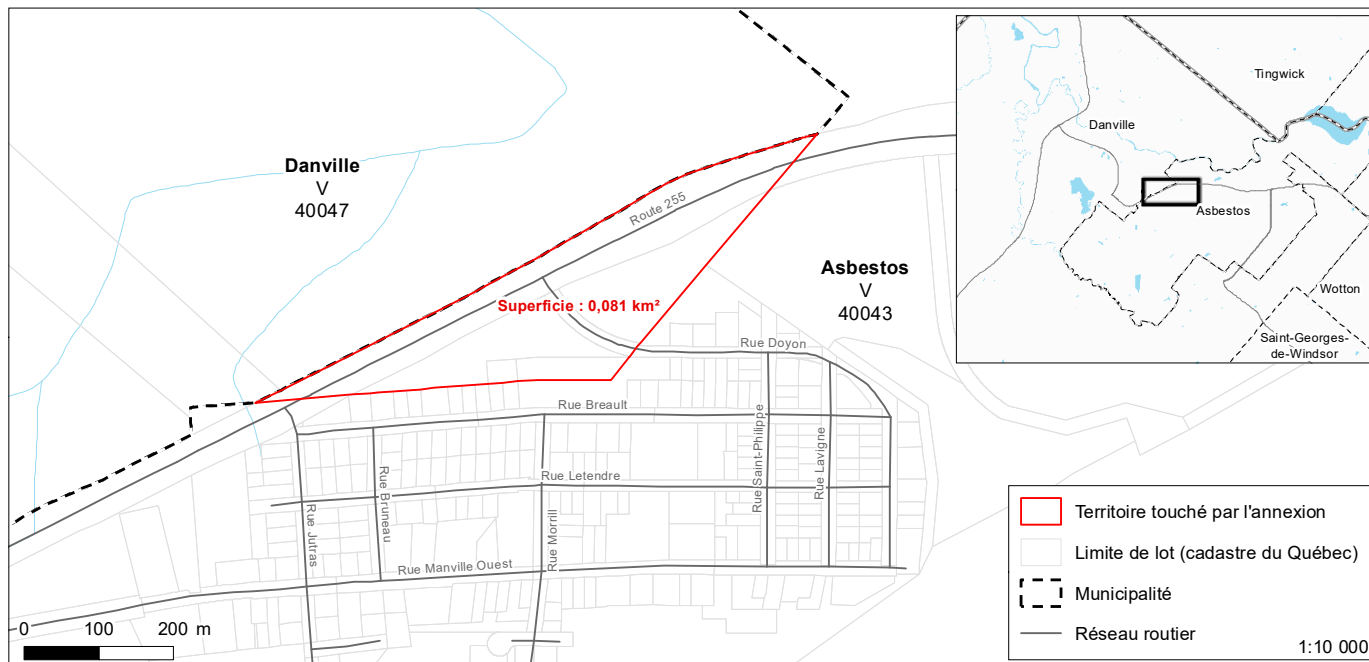 Danville
V
40047
Route 255
Superficie : 0,081 km²
Asbestos
V
40043
Rue Doyon
Rue Breault
Rue Saint-Philippe
Rue Lavigne
Rue Letendre
Rue Bruneau
Rue Jutras
Rue Morrill
Rue Manville Ouest
0 100 200 m
Tingwick
Danville
Asbestos
Wotton
Saint-Georges-
de-Windsor
Territoire touché par l'annexion
Limite de lot (cadastre du Québec)
Municipalité
Réseau routier
1:10 000